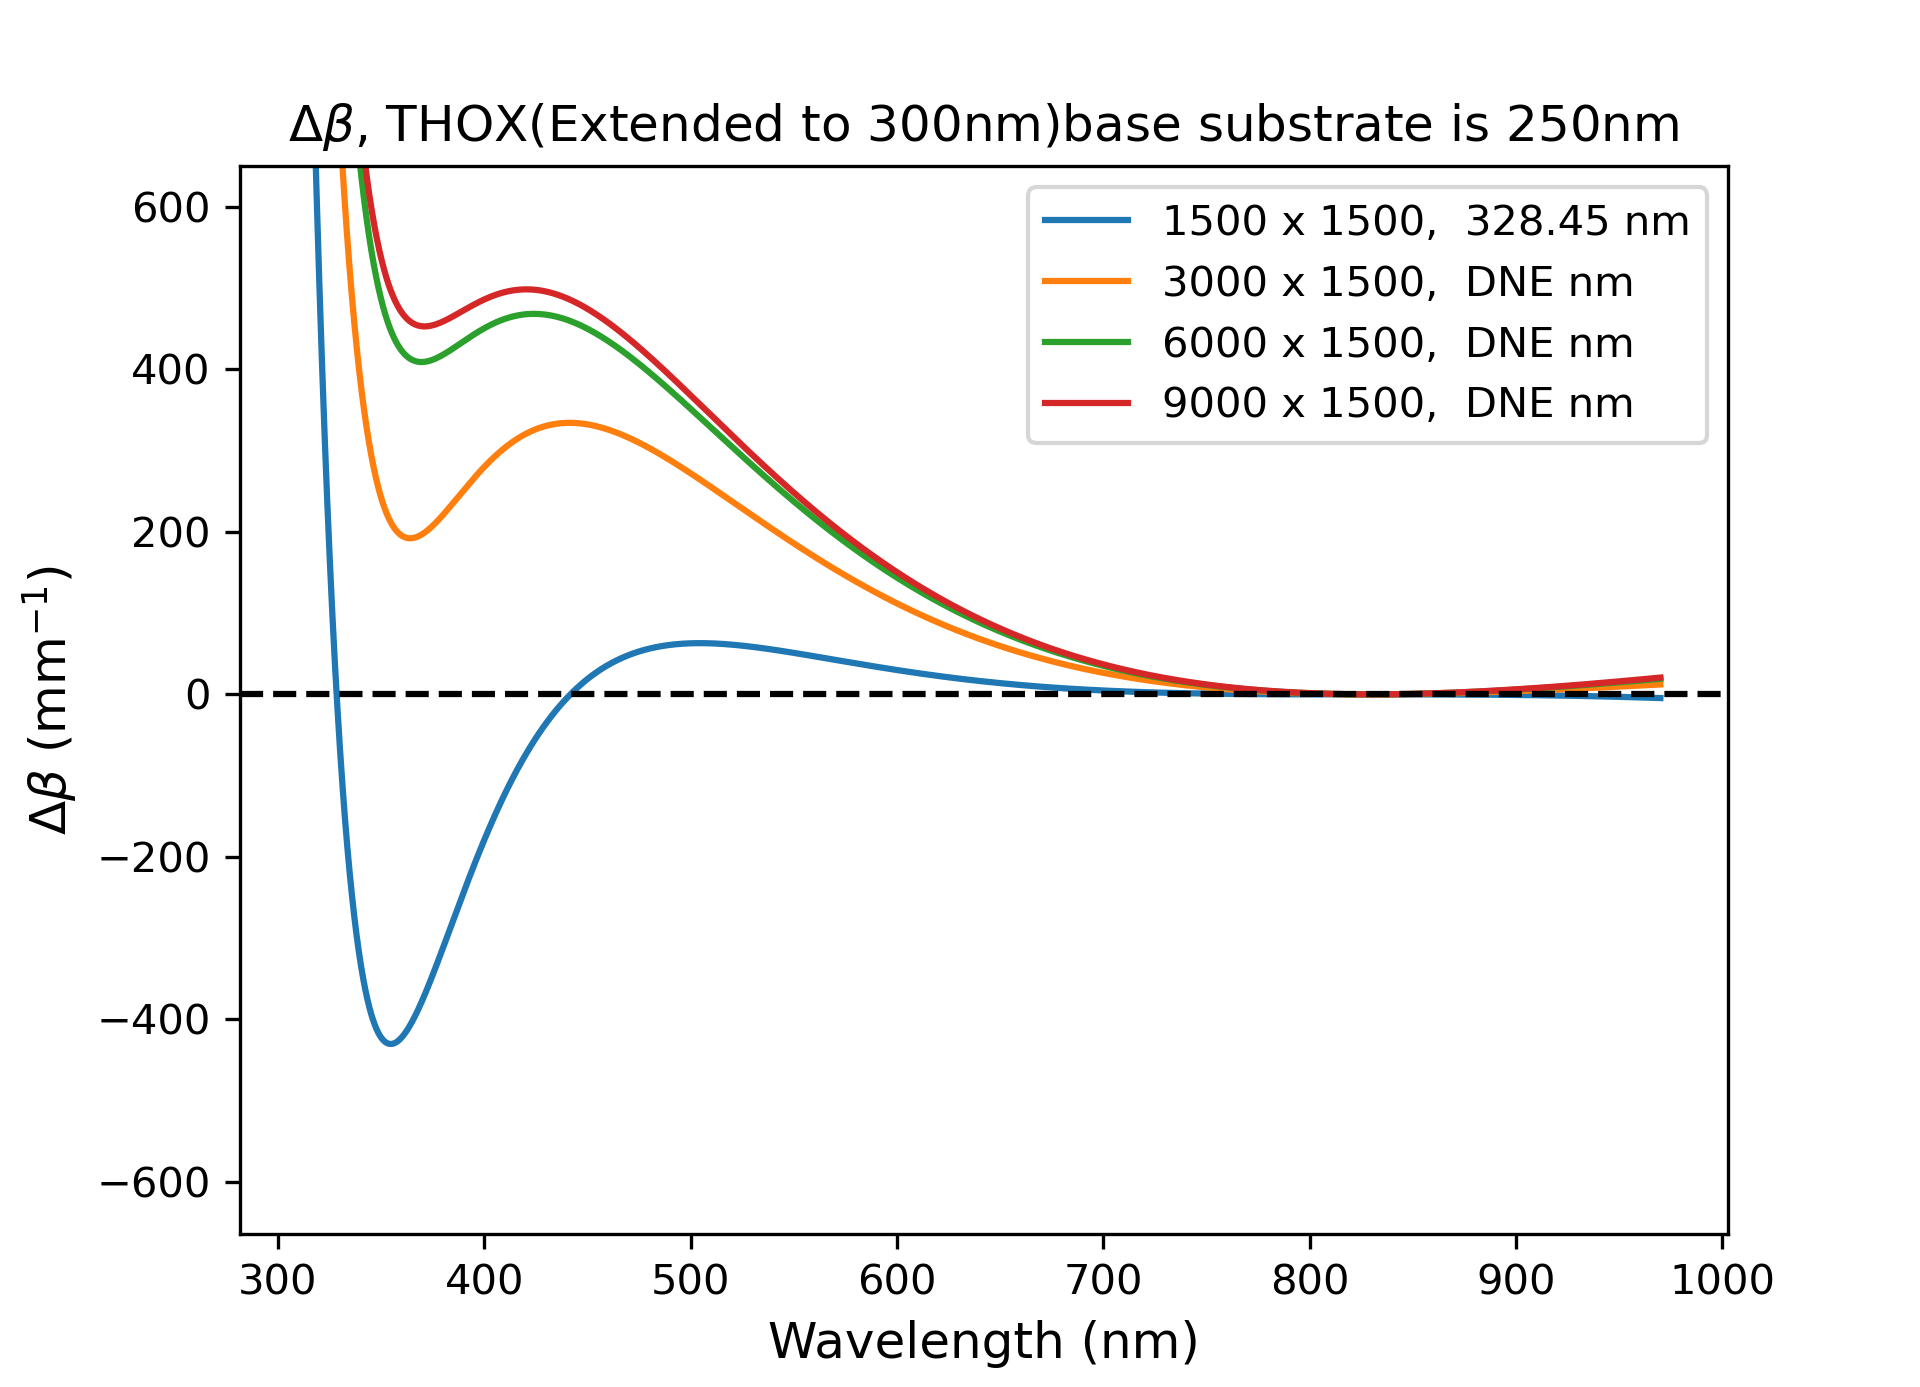 Δβ, THOX(Extended to 300nm)base substrate is 250nm
1500 x 1500,  328.45 nm
3000 x 1500,  DNE nm
6000 x 1500,  DNE nm
9000 x 1500,  DNE nm
Δβ (mm⁻¹)
600
400
200
0
−200
−400
−600
300 400 500 600 700 800 900 1000
Wavelength (nm)